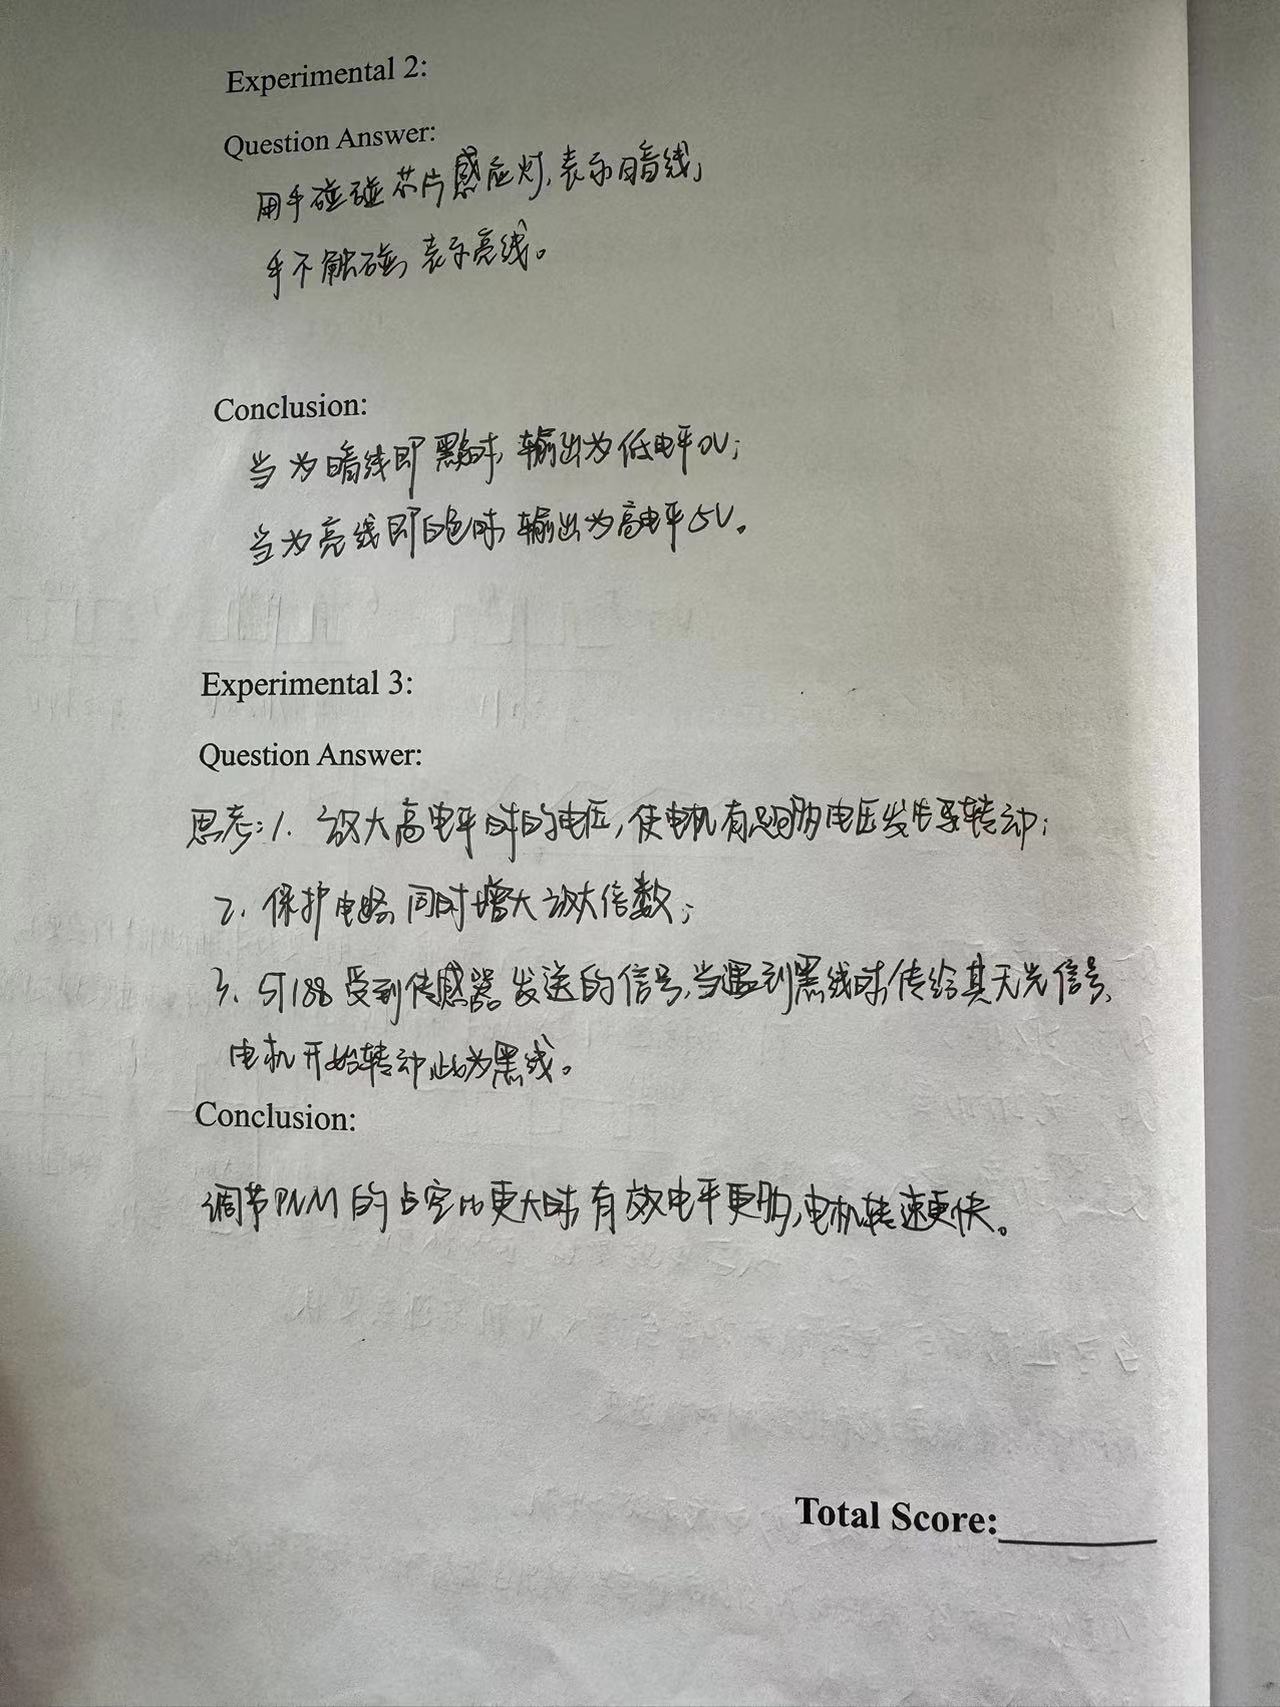 Experimental 2:
Question Answer:
用手碰碰芯片感应灯,表示暗线;
手不触碰,表示亮线。
Conclusion:
当为暗线即黑色时,输出为低电平0V;
当为亮线即白色时,输出为高电平5V。
Experimental 3:
Question Answer:
思考:1. 放大高电平时的电压,使电机有足够电压发生转动;
2. 保护电路,同时增大放大倍数;
3. ST188受到传感器发送的信号,当遇到黑线时,传给其无光信号,
电机开始转动,此为黑线。
Conclusion:
调节PWM的占空比更大时,有效电平更多,电机转速更快。
Total Score: